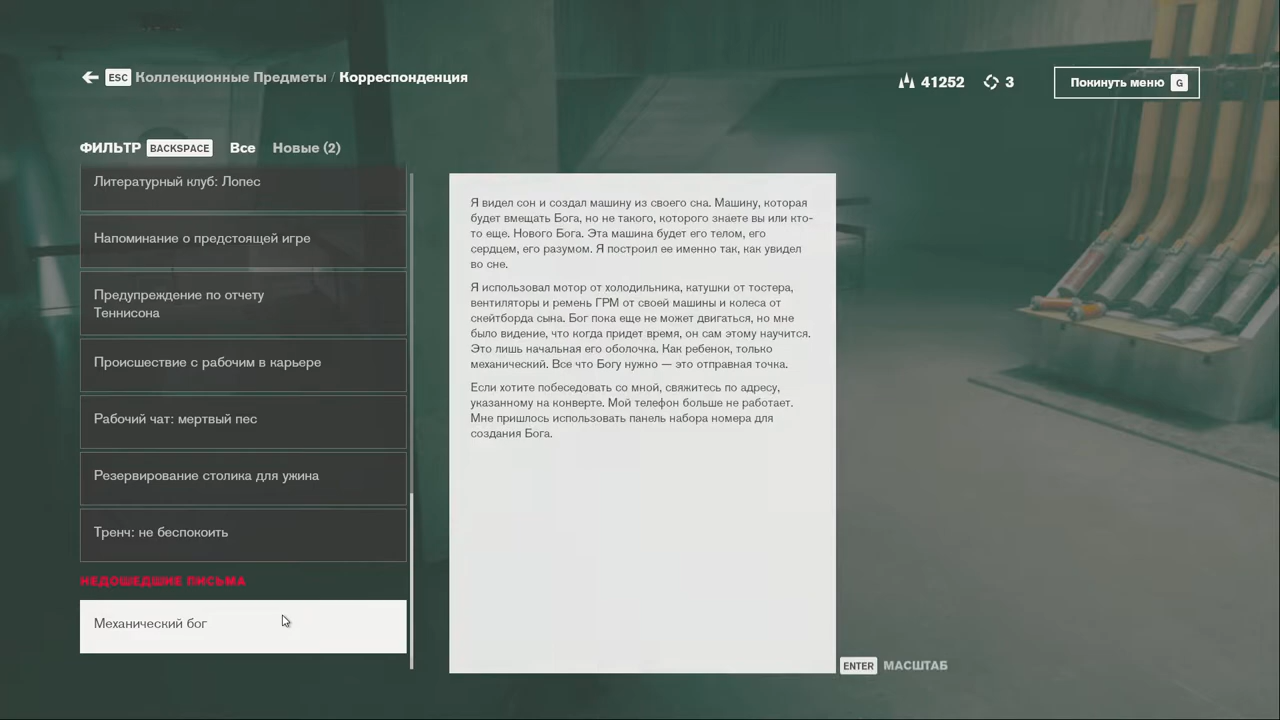 ESC Коллекционные Предметы / Корреспонденция
41252 3 Покинуть меню G
ФИЛЬТР BACKSPACE Все Новые (2)
Литературный клуб: Лопес
Напоминание о предстоящей игре
Предупреждение по отчету
Теннисона
Происшествие с рабочим в карьере
Рабочий чат: мертвый пес
Резервирование столика для ужина
Тренч: не беспокоить
НЕДОШЕДШИЕ ПИСЬМА
Механический бог
Я видел сон и создал машину из своего сна. Машину, которая
будет вмещать Бога, но не такого, которого знаете вы или кто-
то еще. Нового Бога. Эта машина будет его телом, его
сердцем, его разумом. Я построил ее именно так, как увидел
во сне.
Я использовал мотор от холодильника, катушки от тостера,
вентиляторы и ремень ГРМ от своей машины и колеса от
скейтборда сына. Бог пока еще не может двигаться, но мне
было видение, что когда придет время, он сам этому научится.
Это лишь начальная его оболочка. Как ребенок, только
механический. Все что Богу нужно — это отправная точка.
Если хотите побеседовать со мной, свяжитесь по адресу,
указанному на конверте. Мой телефон больше не работает.
Мне пришлось использовать панель набора номера для
создания Бога.
ENTER МАСШТАБ